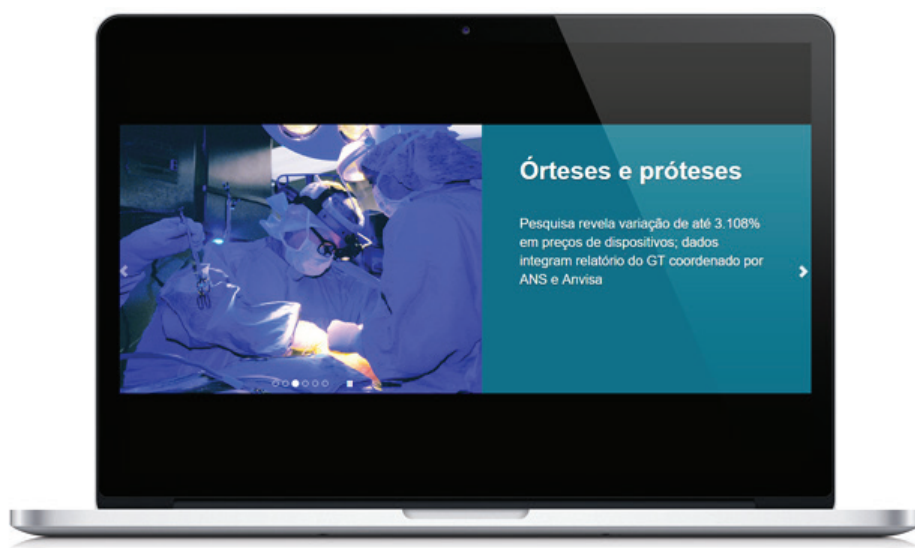 Órteses e próteses
Pesquisa revela variação de até 3.108%
em preços de dispositivos; dados
integram relatório do GT coordenado por
ANS e Anvisa